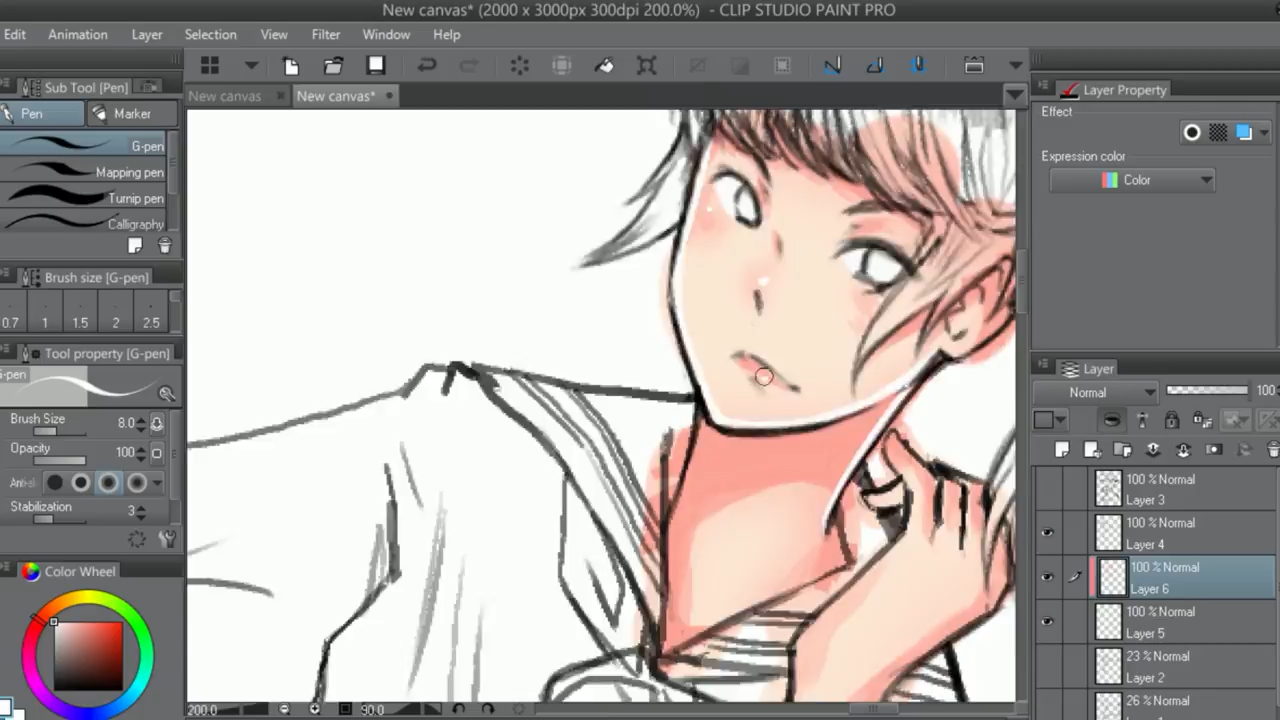 New canvas* (2000 x 3000px 300dpi 200.0%) - CLIP STUDIO PAINT PRO
Edit Animation Layer Selection View Filter Window Help
Sub Tool [Pen]
New canvas New canvas*
Layer Property
Pen Marker
Effect
G-pen
Mapping pen
Turnip pen
Calligraphy
Expression color
Color
Brush size [G-pen]
0.7 1 1.5 2 2.5
Tool property [G-pen]
G-pen
Brush Size 8.0
Opacity 100
Anti-al
Stabilization 3
Color Wheel
Layer
Normal 100
100 % Normal
Layer 3
100 % Normal
Layer 4
100 % Normal
Layer 6
100 % Normal
Layer 5
23 % Normal
Layer 2
26 % Normal
200.0 90.0